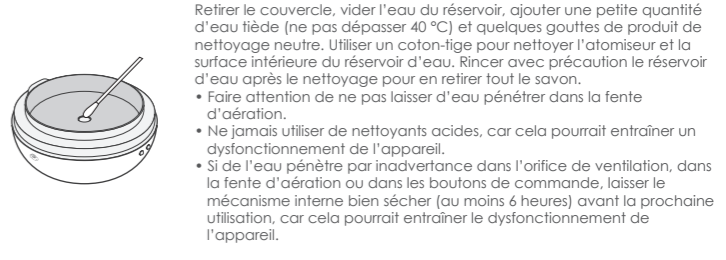 Retirer le couvercle, vider l'eau du réservoir, ajouter une petite quantité
d'eau tiède (ne pas dépasser 40 °C) et quelques gouttes de produit de
nettoyage neutre. Utiliser un coton-tige pour nettoyer l'atomiseur et la
surface intérieure du réservoir d'eau. Rincer avec précaution le réservoir
d'eau après le nettoyage pour en retirer tout le savon.
• Faire attention de ne pas laisser d'eau pénétrer dans la fente
d'aération.
• Ne jamais utiliser de nettoyants acides, car cela pourrait entraîner un
dysfonctionnement de l'appareil.
• Si de l'eau pénètre par inadvertance dans l'orifice de ventilation, dans
la fente d'aération ou dans les boutons de commande, laisser le
mécanisme interne bien sécher (au moins 6 heures) avant la prochaine
utilisation, car cela pourrait entraîner le dysfonctionnement de
l'appareil.